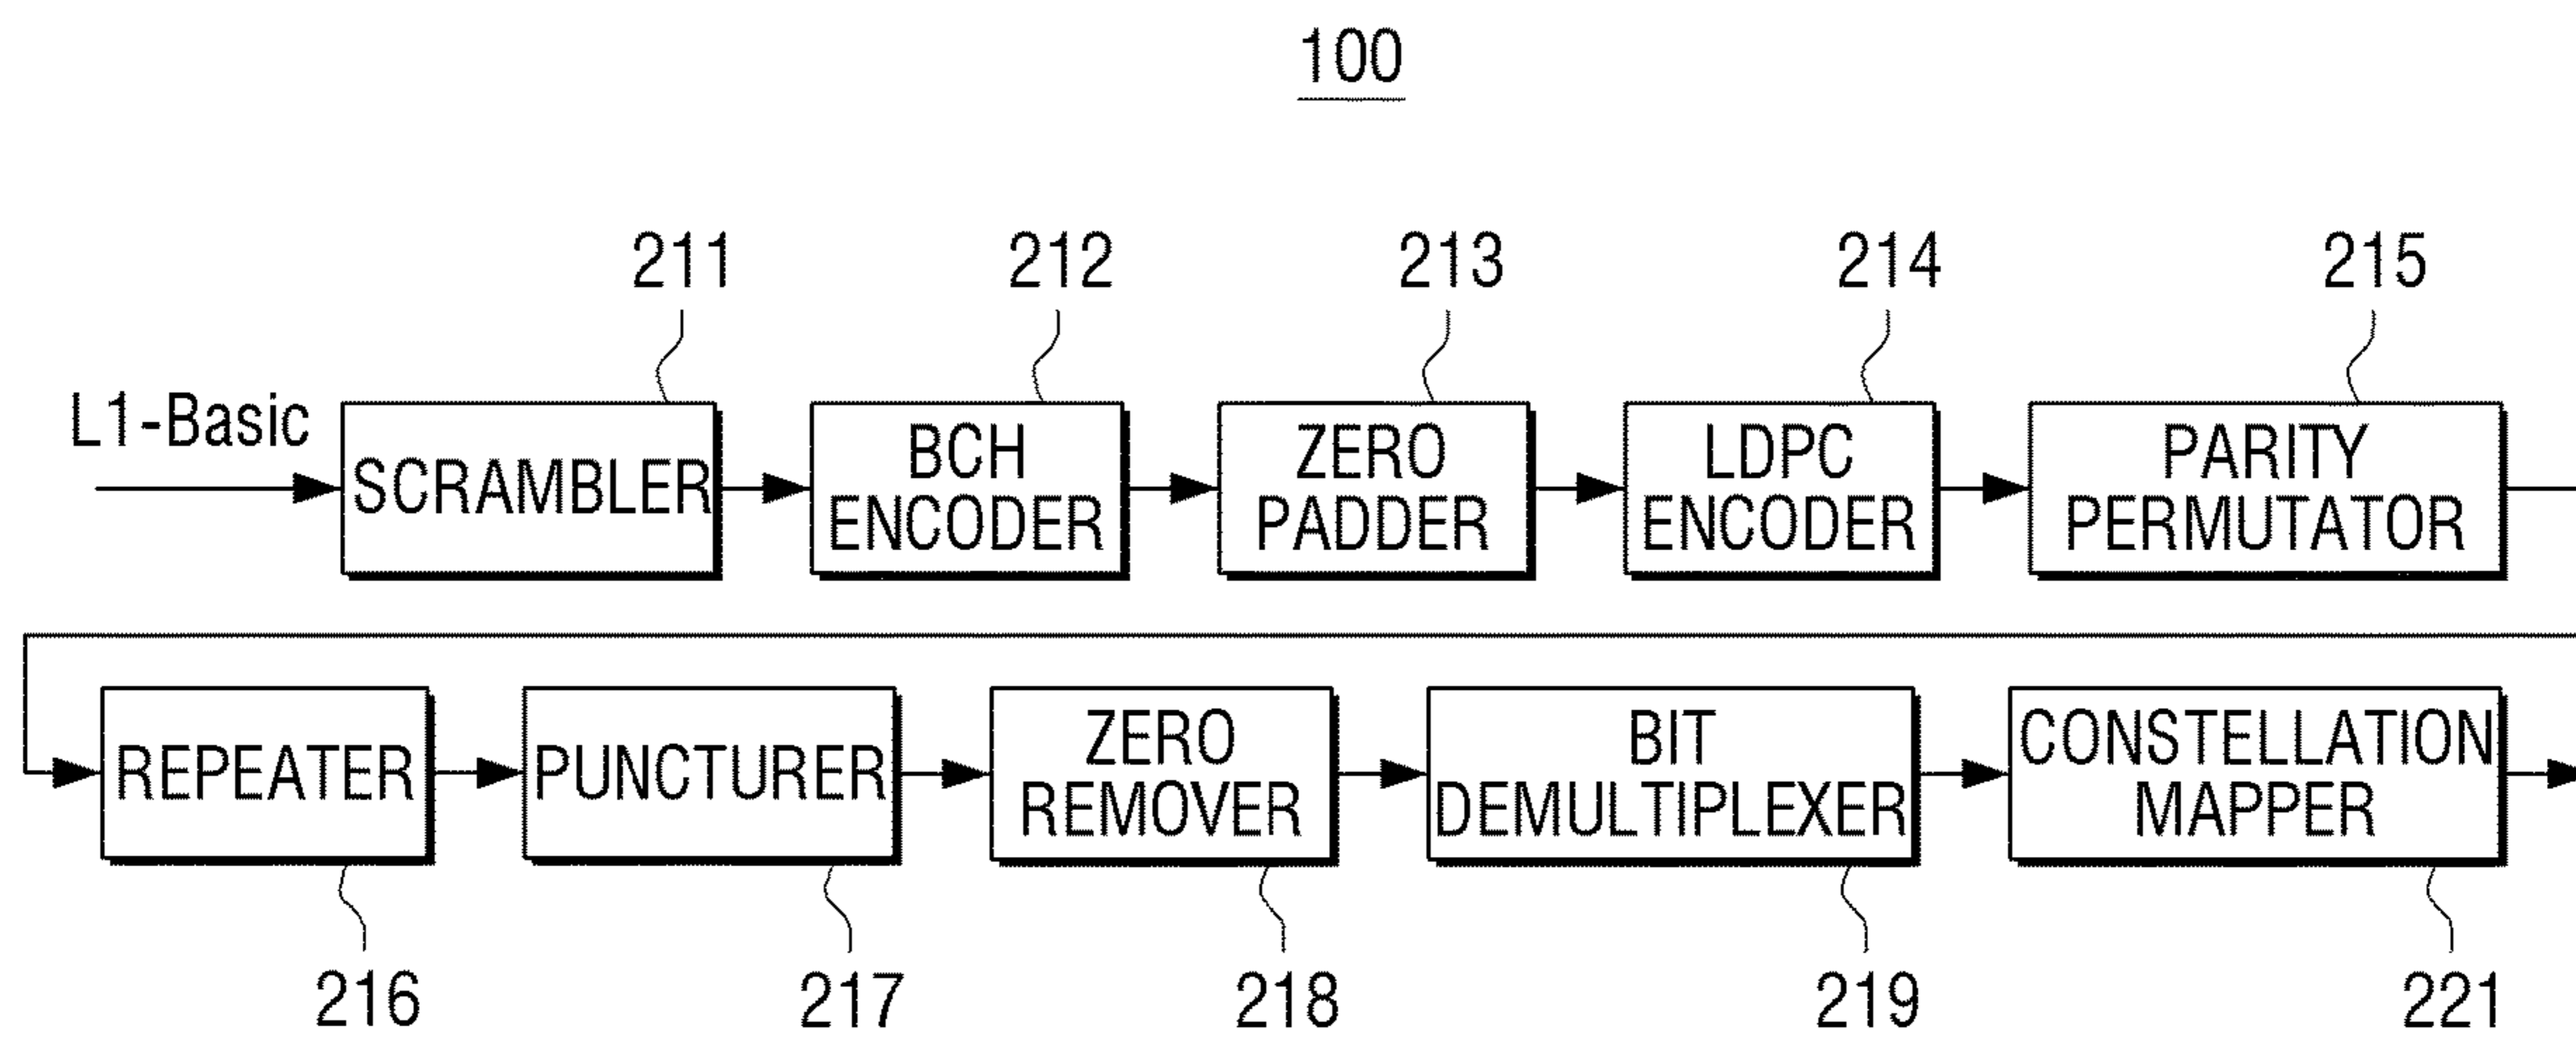 100
211 212 213 214 215
L1-Basic
SCRAMBLER
BCH
ENCODER
ZERO
PADDER
LDPC
ENCODER
PARITY
PERMUTATOR
REPEATER
PUNCTURER
ZERO
REMOVER
BIT
DEMULTIPLEXER
CONSTELLATION
MAPPER
216 217 218 219 221